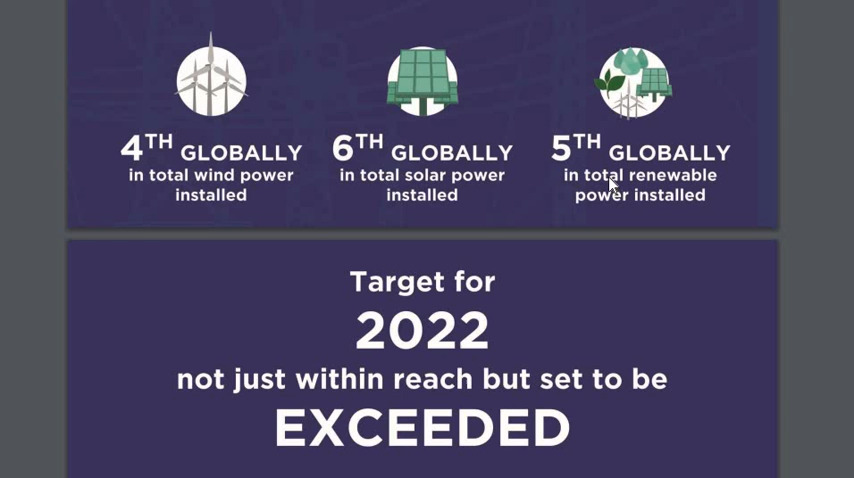 4TH GLOBALLY
in total wind power
installed
6TH GLOBALLY
in total solar power
installed
5TH GLOBALLY
in total renewable
power installed
Target for
2022
not just within reach but set to be
EXCEEDED